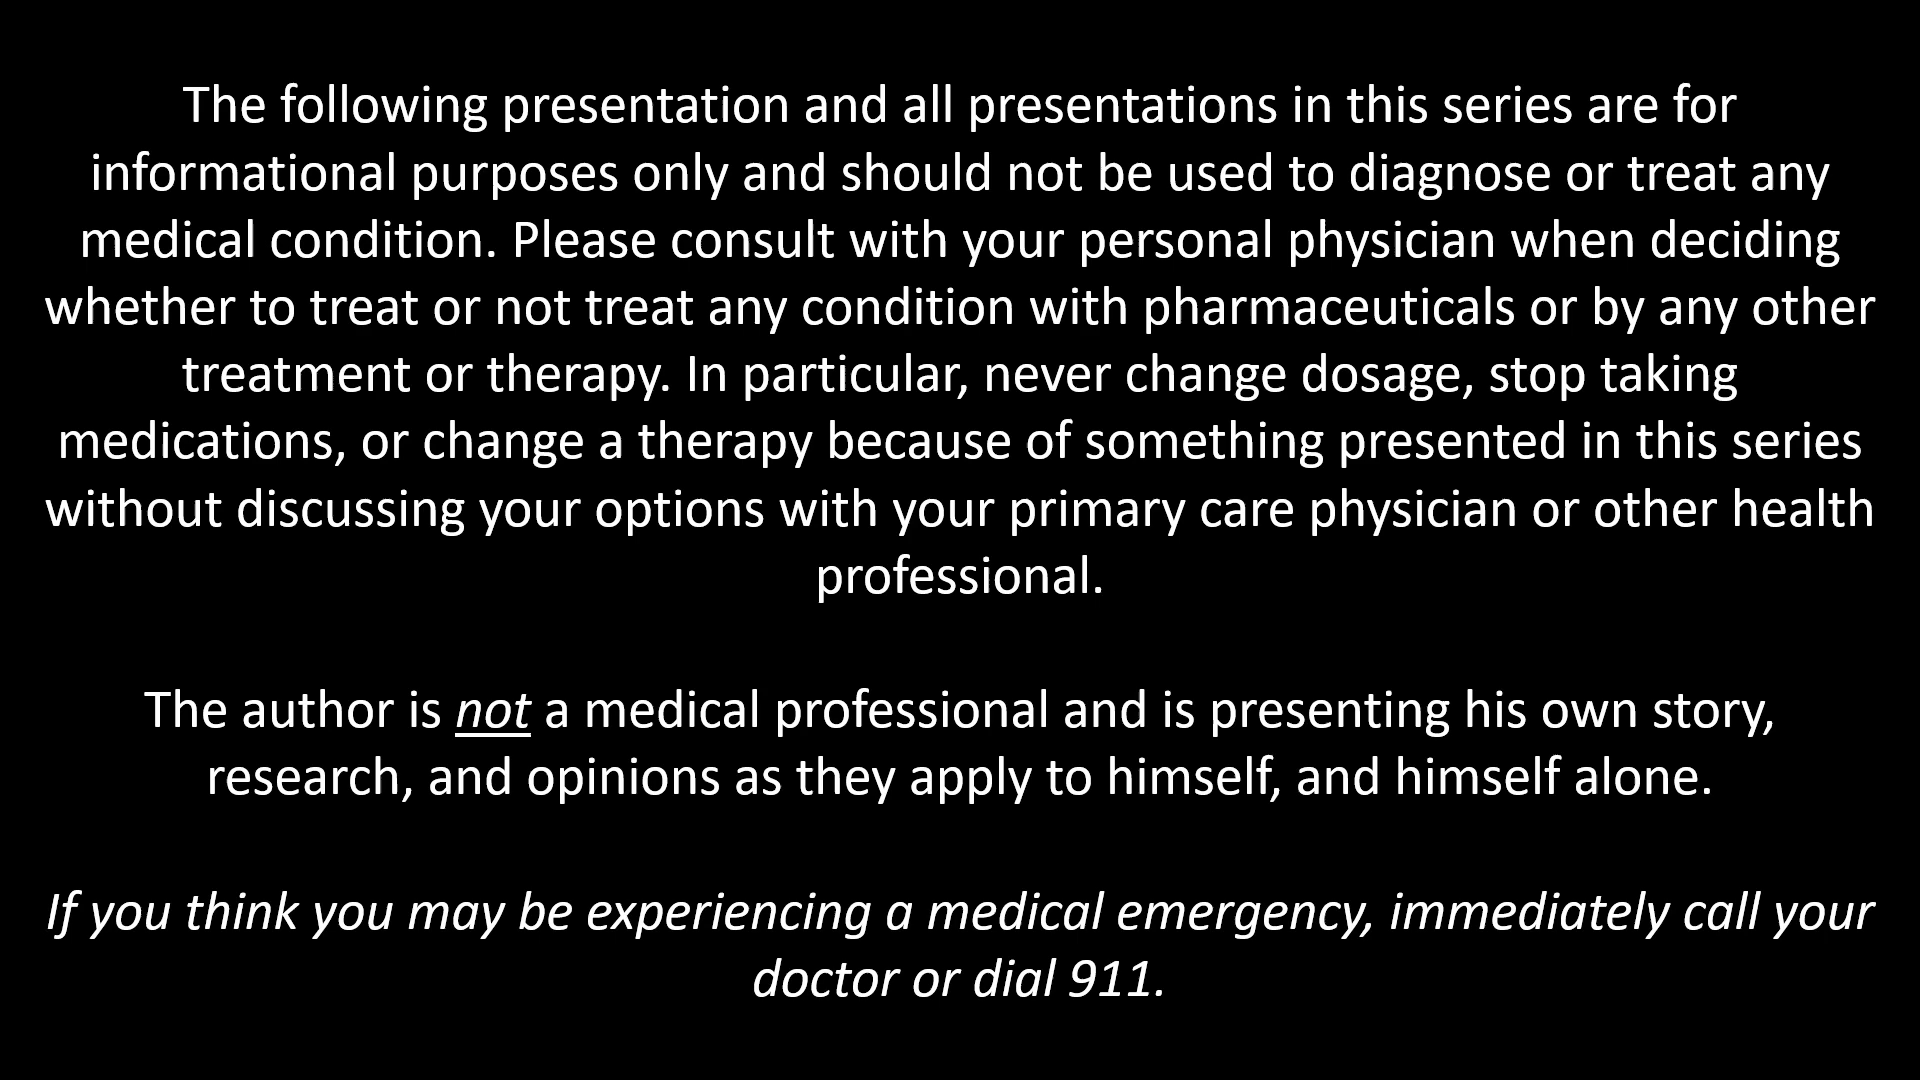 The following presentation and all presentations in this series are for
informational purposes only and should not be used to diagnose or treat any
medical condition. Please consult with your personal physician when deciding
whether to treat or not treat any condition with pharmaceuticals or by any other
treatment or therapy. In particular, never change dosage, stop taking
medications, or change a therapy because of something presented in this series
without discussing your options with your primary care physician or other health
professional.
The author is not a medical professional and is presenting his own story,
research, and opinions as they apply to himself, and himself alone.
If you think you may be experiencing a medical emergency, immediately call your
doctor or dial 911.